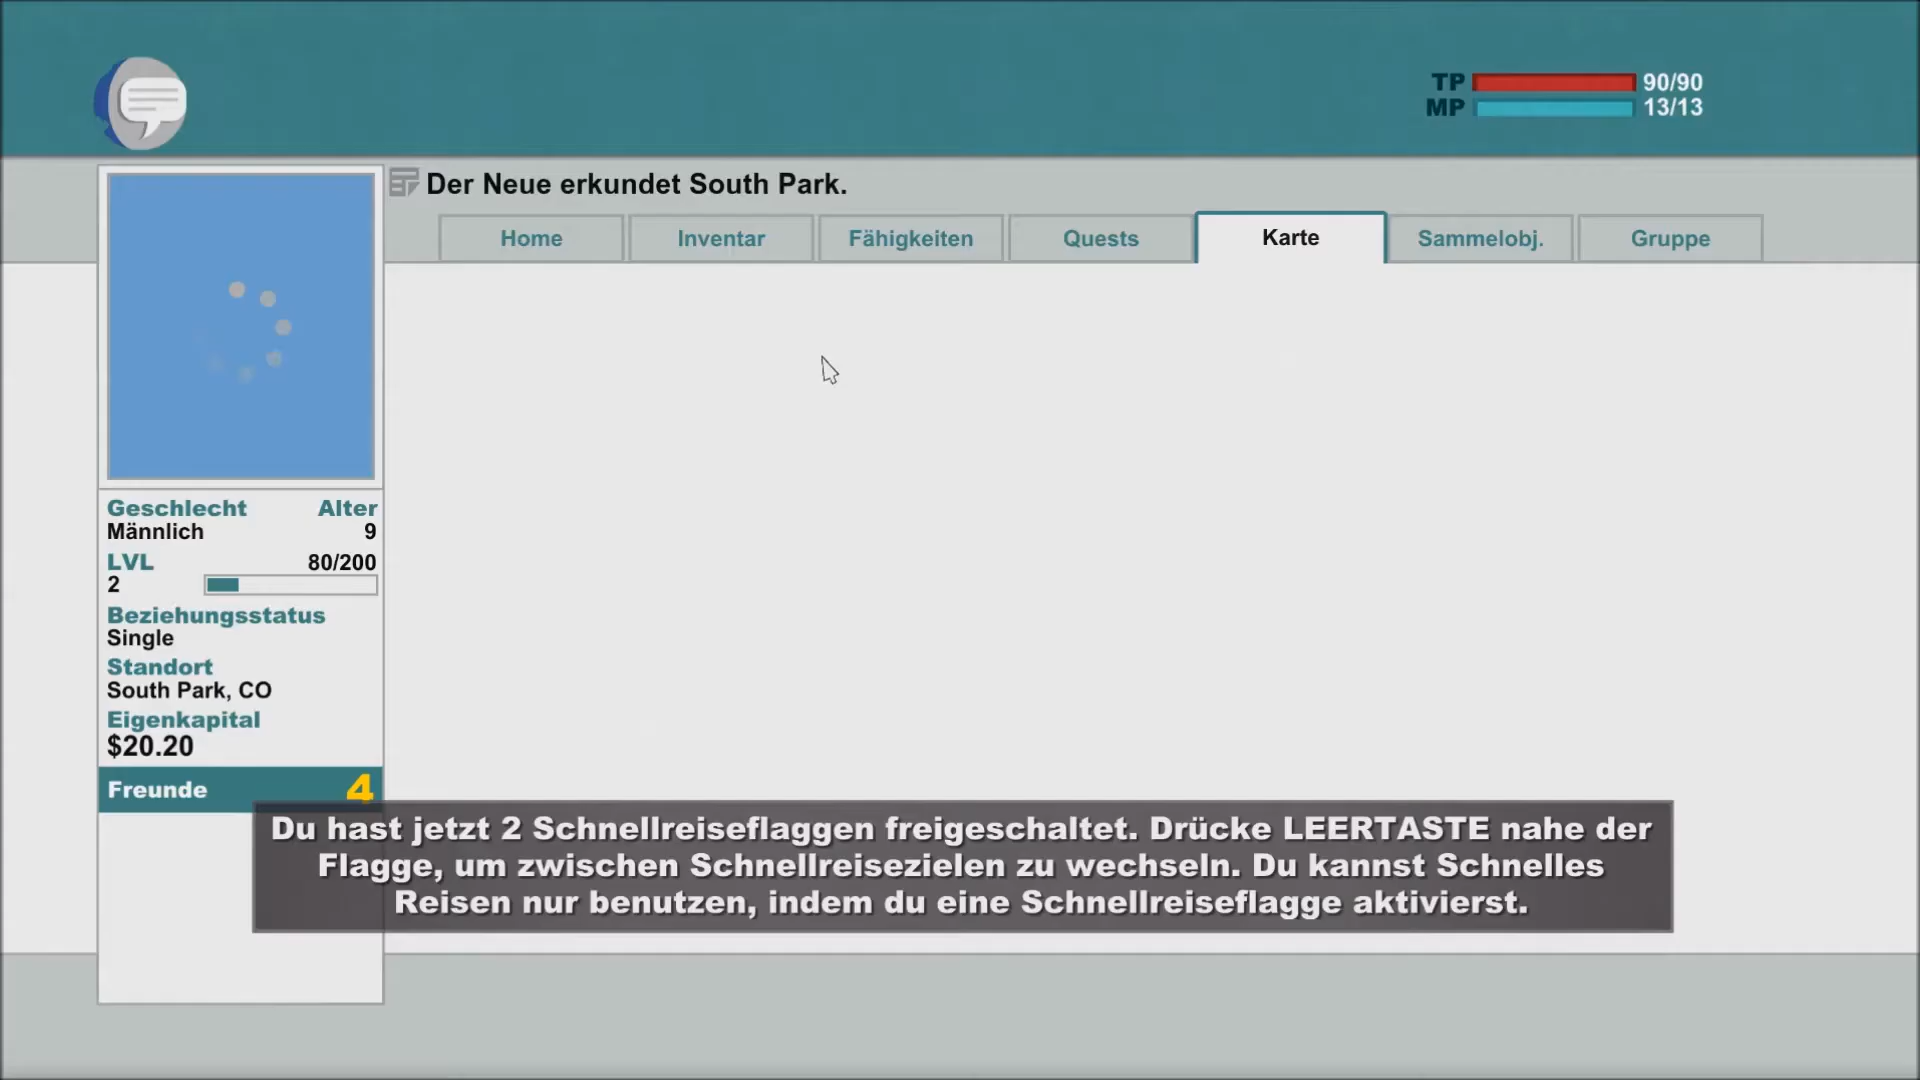 TP 90/90
MP 13/13
Der Neue erkundet South Park.
Home Inventar Fähigkeiten Quests Karte Sammelobj. Gruppe
Geschlecht Alter
Männlich 9
LVL 80/200
2
Beziehungsstatus
Single
Standort
South Park, CO
Eigenkapital
$20.20
Freunde 4
Du hast jetzt 2 Schnellreiseflaggen freigeschaltet. Drücke LEERTASTE nahe der
Flagge, um zwischen Schnellreisezielen zu wechseln. Du kannst Schnelles
Reisen nur benutzen, indem du eine Schnellreiseflagge aktivierst.